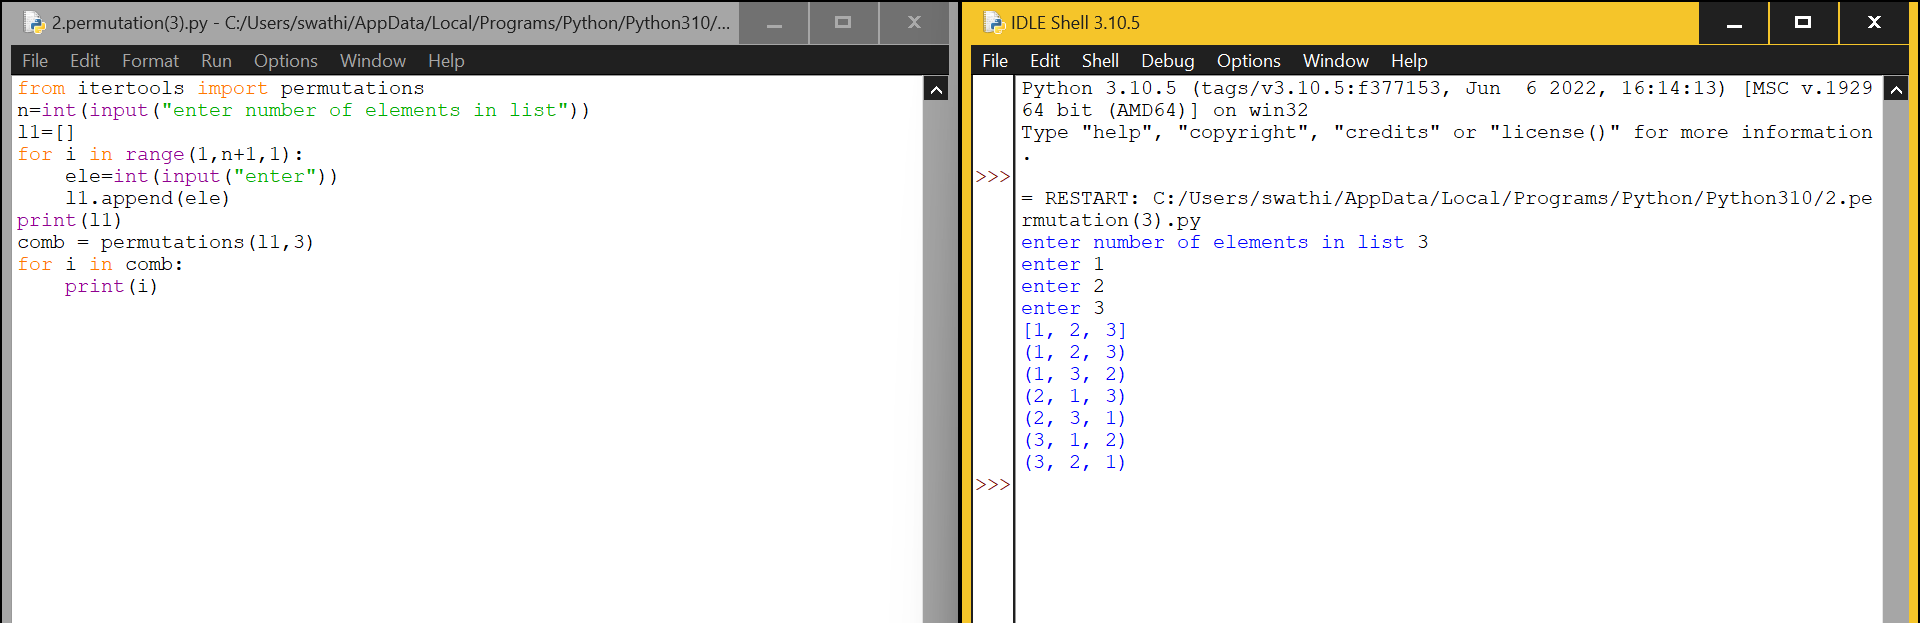 2.permutation(3).py - C:/Users/swathi/AppData/Local/Programs/Python/Python310/...
File Edit Format Run Options Window Help
from itertools import permutations
n=int(input("enter number of elements in list"))
l1=[]
for i in range(1,n+1,1):
    ele=int(input("enter"))
    l1.append(ele)
print(l1)
comb = permutations(l1,3)
for i in comb:
    print(i)
IDLE Shell 3.10.5
File Edit Shell Debug Options Window Help
Python 3.10.5 (tags/v3.10.5:f377153, Jun  6 2022, 16:14:13) [MSC v.1929
64 bit (AMD64)] on win32
Type "help", "copyright", "credits" or "license()" for more information
.
>>>
= RESTART: C:/Users/swathi/AppData/Local/Programs/Python/Python310/2.pe
rmutation(3).py
enter number of elements in list 3
enter 1
enter 2
enter 3
[1, 2, 3]
(1, 2, 3)
(1, 3, 2)
(2, 1, 3)
(2, 3, 1)
(3, 1, 2)
(3, 2, 1)
>>>